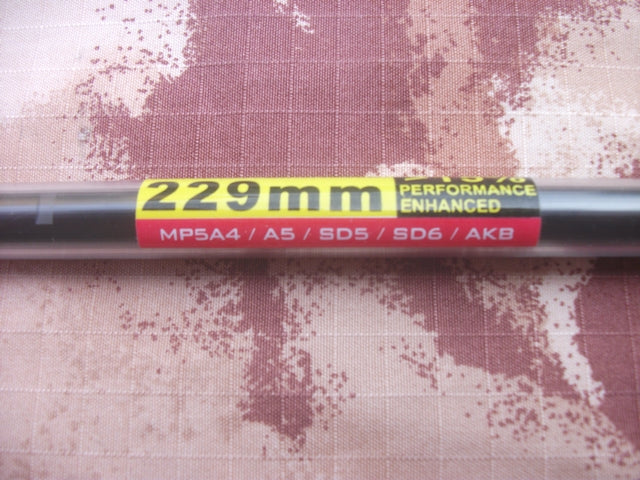 229mm
PERFORMANCE
ENHANCED
MP5A4 / A5 / SD5 / SD6 / AKB